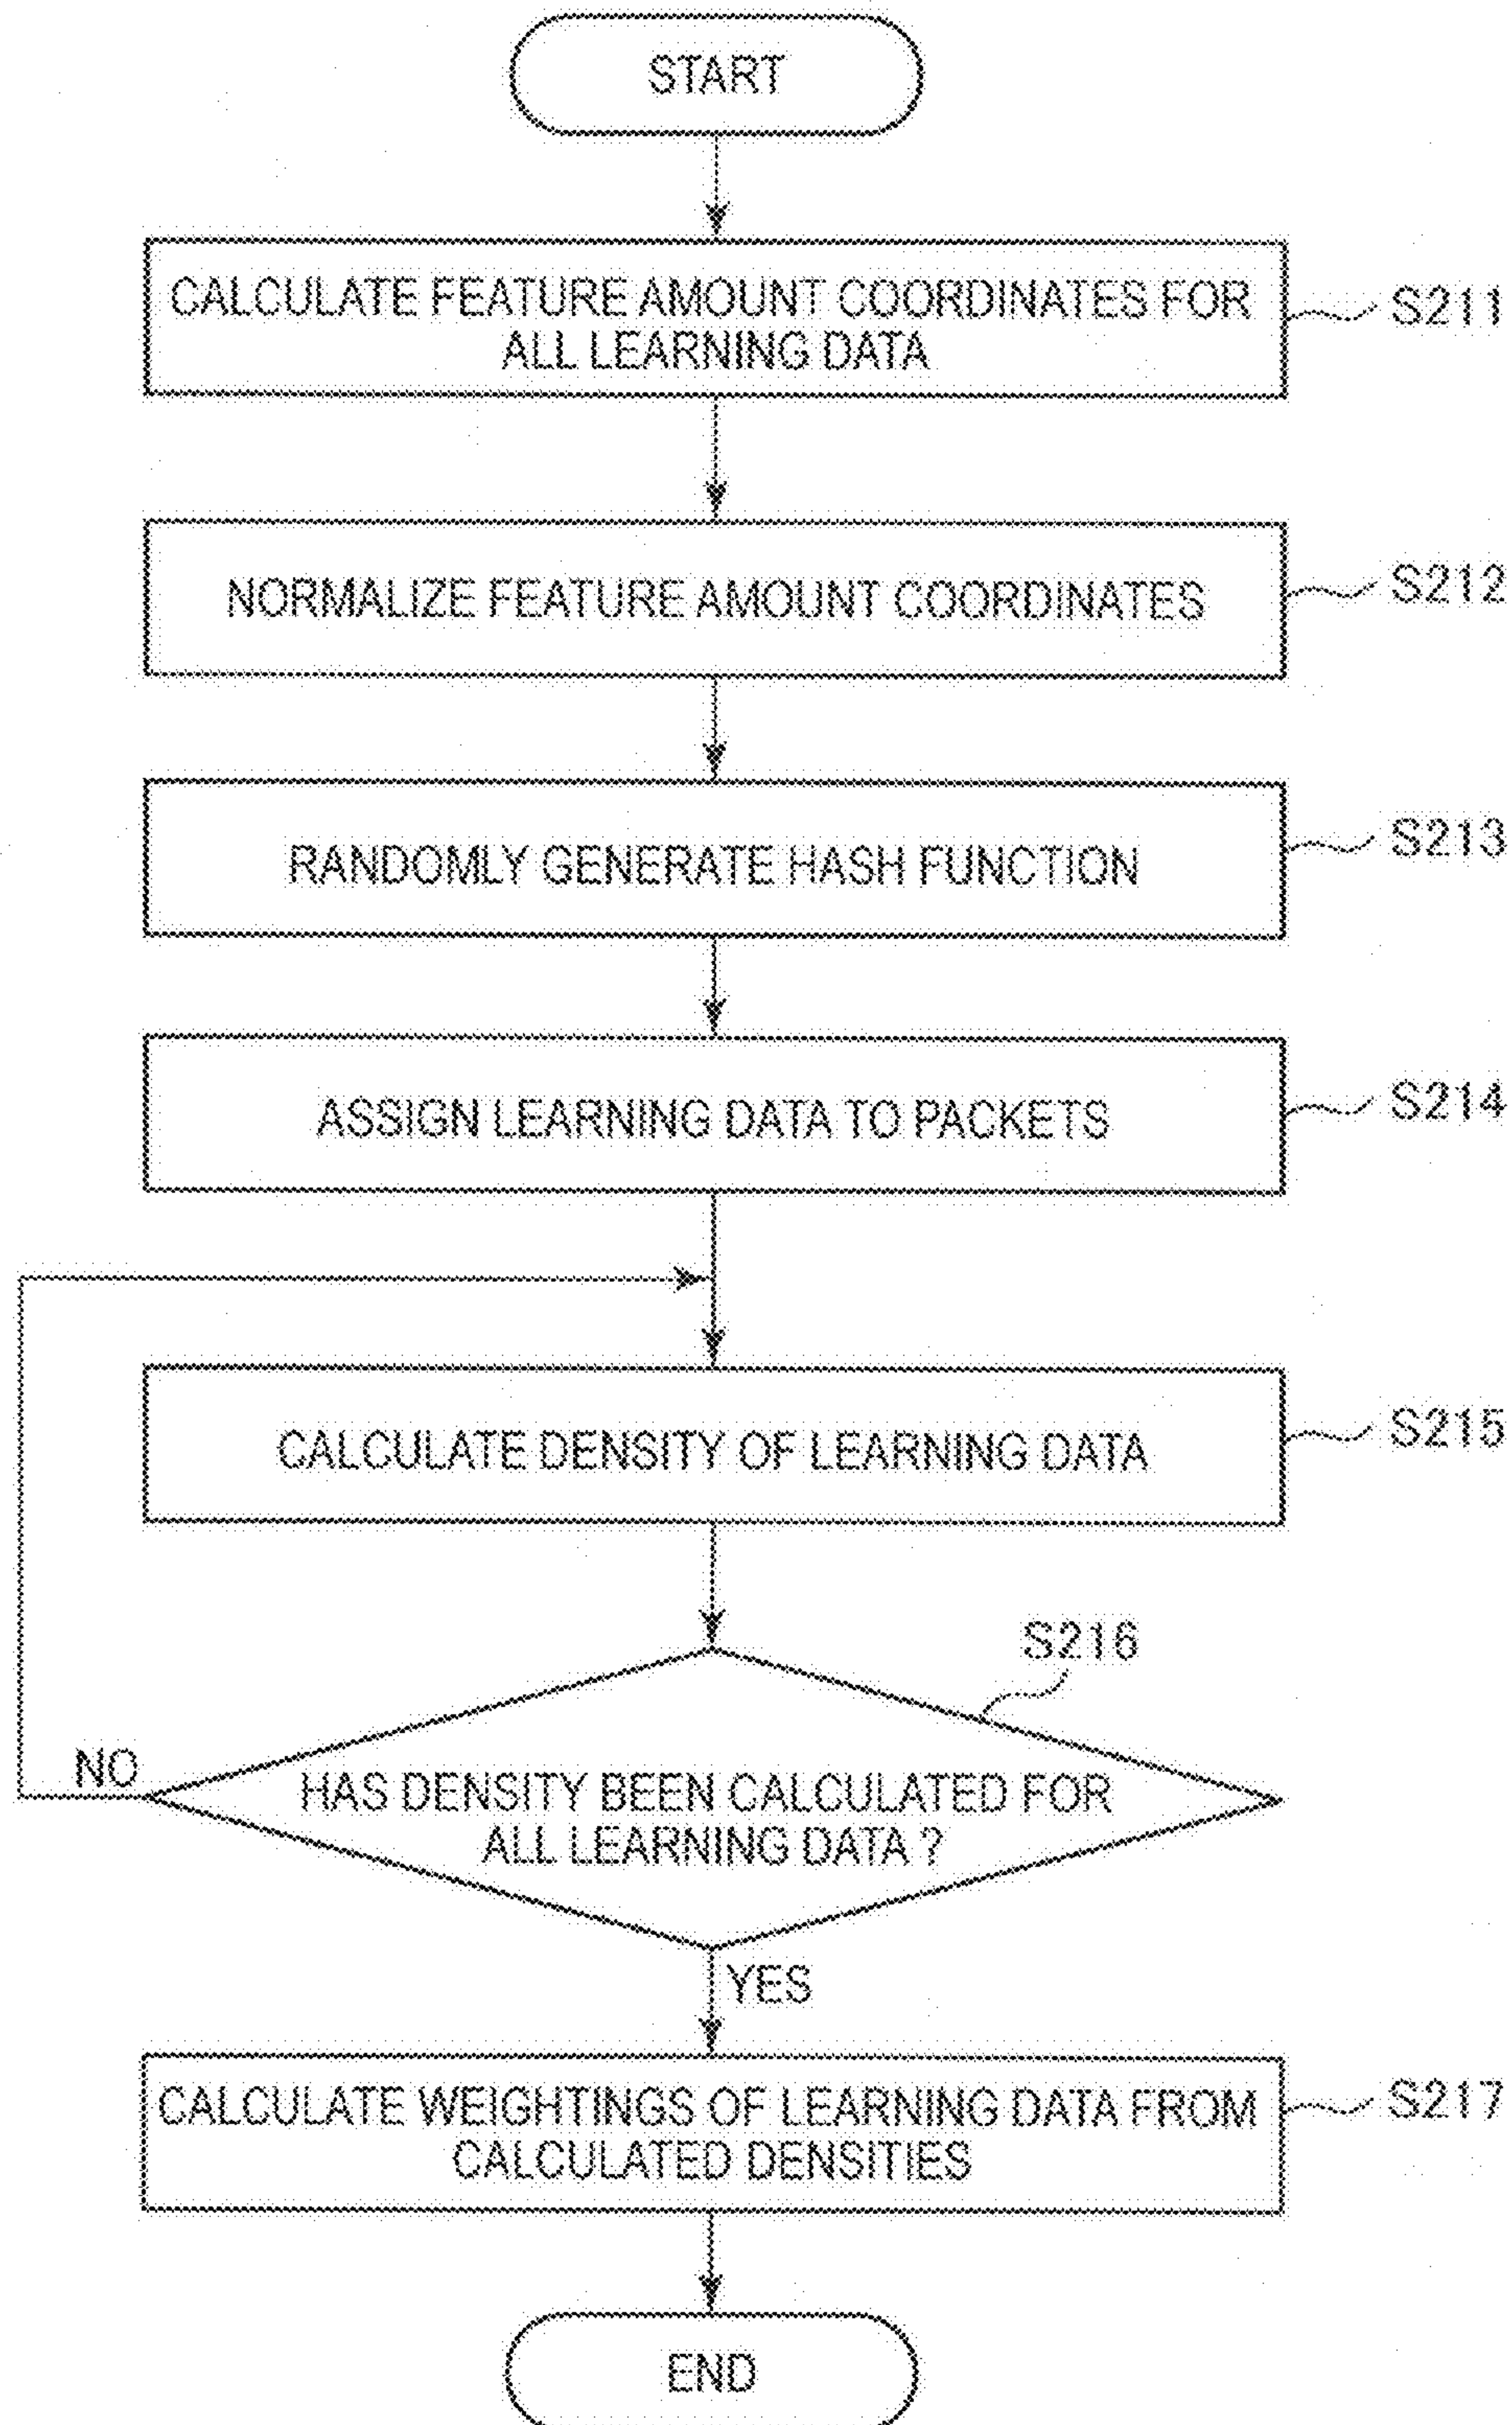 START
CALCULATE FEATURE AMOUNT COORDINATES FOR
ALL LEARNING DATA
S211
NORMALIZE FEATURE AMOUNT COORDINATES
S212
RANDOMLY GENERATE HASH FUNCTION
S213
ASSIGN LEARNING DATA TO PACKETS
S214
CALCULATE DENSITY OF LEARNING DATA
S215
S216
NO
HAS DENSITY BEEN CALCULATED FOR
ALL LEARNING DATA ?
YES
CALCULATE WEIGHTINGS OF LEARNING DATA FROM
CALCULATED DENSITIES
S217
END